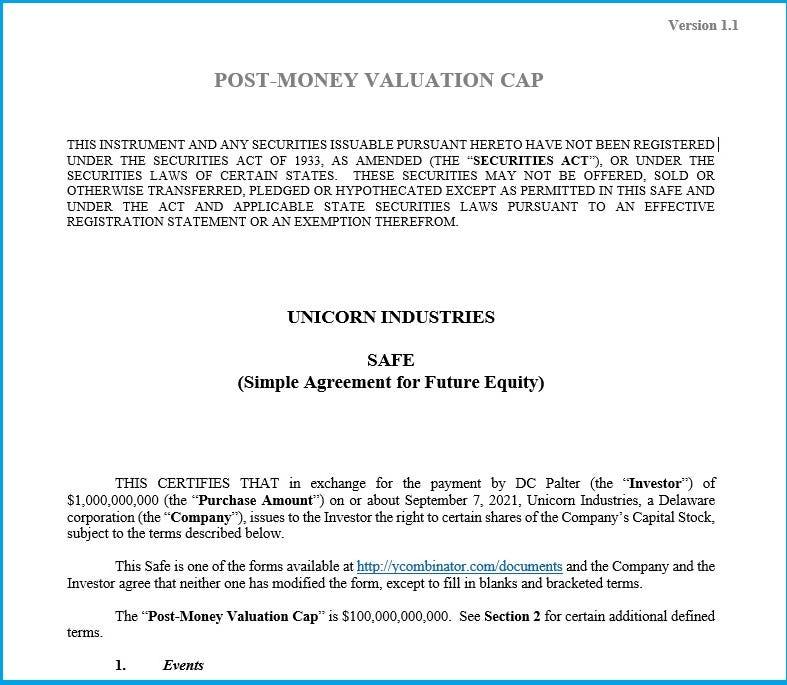 Version 1.1
POST-MONEY VALUATION CAP
THIS INSTRUMENT AND ANY SECURITIES ISSUABLE PURSUANT HERETO HAVE NOT BEEN REGISTERED
UNDER THE SECURITIES ACT OF 1933, AS AMENDED (THE “SECURITIES ACT”), OR UNDER THE
SECURITIES LAWS OF CERTAIN STATES. THESE SECURITIES MAY NOT BE OFFERED, SOLD OR
OTHERWISE TRANSFERRED, PLEDGED OR HYPOTHECATED EXCEPT AS PERMITTED IN THIS SAFE AND
UNDER THE ACT AND APPLICABLE STATE SECURITIES LAWS PURSUANT TO AN EFFECTIVE
REGISTRATION STATEMENT OR AN EXEMPTION THEREFROM.
UNICORN INDUSTRIES
SAFE
(Simple Agreement for Future Equity)
THIS CERTIFIES THAT in exchange for the payment by DC Palter (the “Investor”) of
$1,000,000,000 (the “Purchase Amount”) on or about September 7, 2021, Unicorn Industries, a Delaware
corporation (the “Company”), issues to the Investor the right to certain shares of the Company’s Capital Stock,
subject to the terms described below.
This Safe is one of the forms available at http://ycombinator.com/documents and the Company and the
Investor agree that neither one has modified the form, except to fill in blanks and bracketed terms.
The “Post-Money Valuation Cap” is $100,000,000,000. See Section 2 for certain additional defined
terms.
1. Events